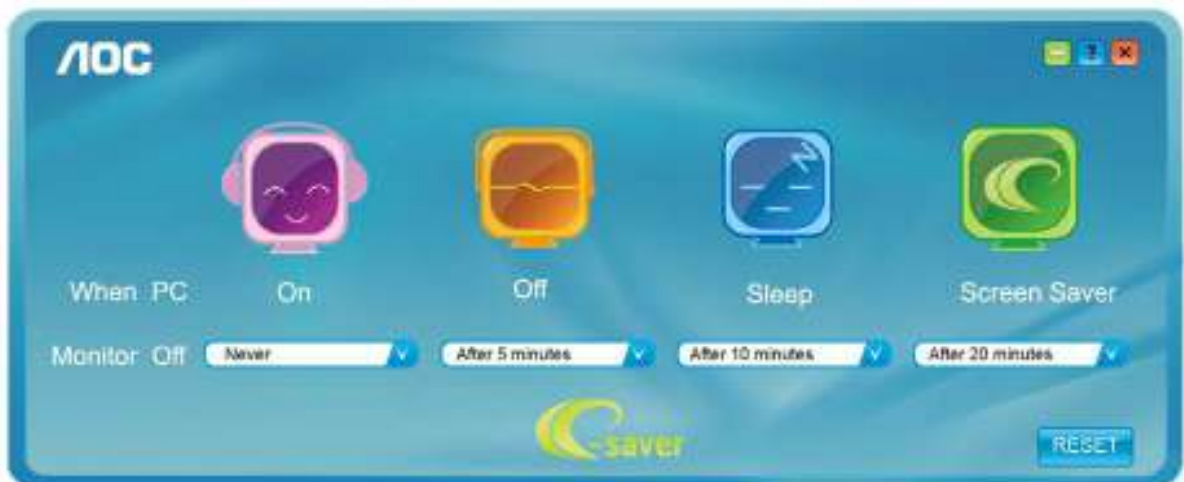 AOC
?
When PC On Off Sleep Screen Saver
Monitor Off Never After 5 minutes After 10 minutes After 20 minutes
e-saver
RESET